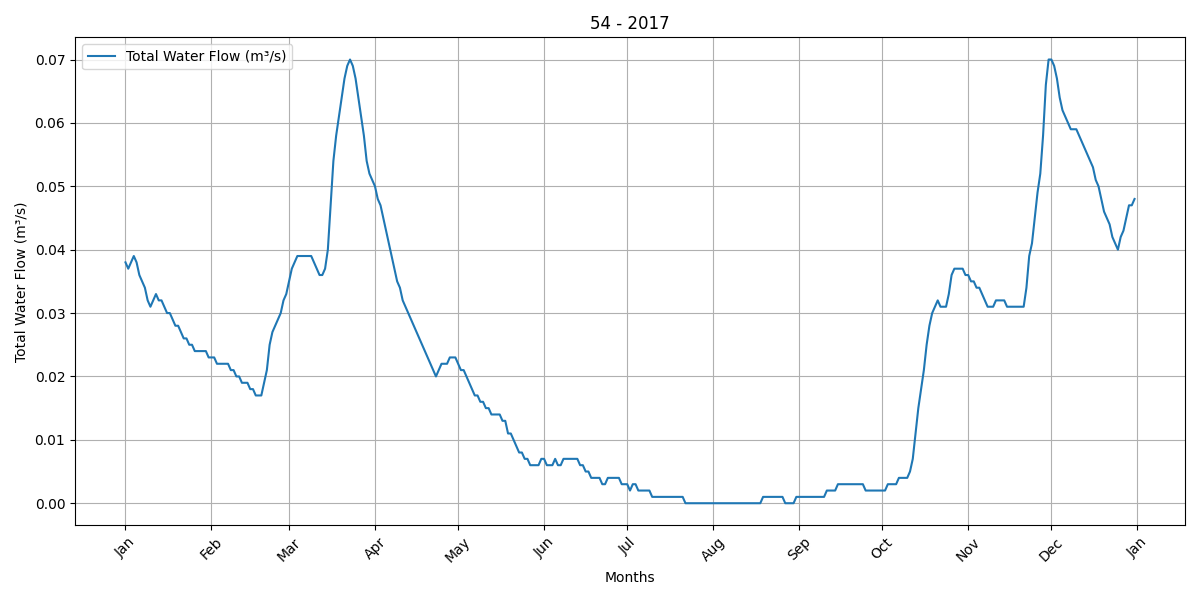 54 - 2017
Total Water Flow (m³/s)
0.07
0.06
0.05
0.04
0.03
0.02
0.01
0.00
Total Water Flow (m³/s)
Jan
Feb
Mar
Apr
May
Jun
Jul
Aug
Sep
Oct
Nov
Dec
Jan
Months